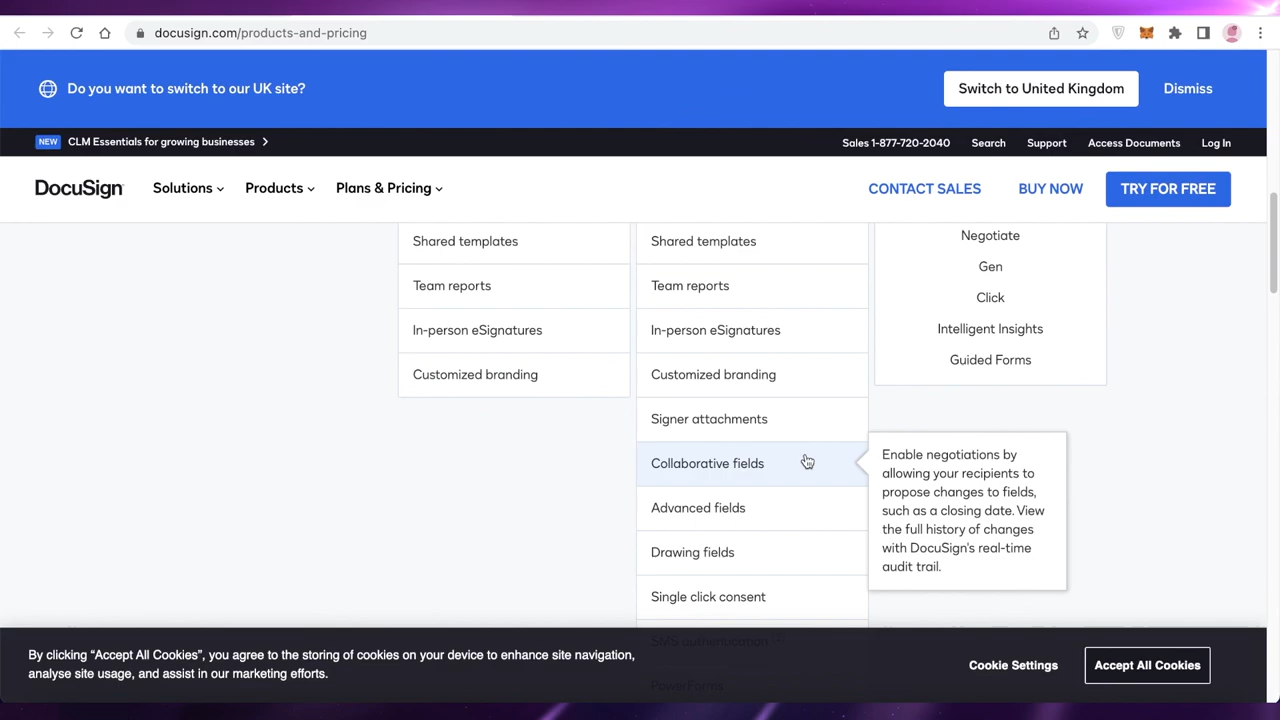 docusign.com/products-and-pricing
Do you want to switch to our UK site?
Switch to United Kingdom
Dismiss
NEW
CLM Essentials for growing businesses
Sales 1-877-720-2040
Search
Support
Access Documents
Log In
DocuSign
Solutions
Products
Plans & Pricing
CONTACT SALES
BUY NOW
TRY FOR FREE
Shared templates
Team reports
In-person eSignatures
Customized branding
Shared templates
Team reports
In-person eSignatures
Customized branding
Signer attachments
Collaborative fields
Advanced fields
Drawing fields
Single click consent
SMS authentication +
PowerForms
Negotiate
Gen
Click
Intelligent Insights
Guided Forms
Enable negotiations by
allowing your recipients to
propose changes to fields,
such as a closing date. View
the full history of changes
with DocuSign's real-time
audit trail.
By clicking “Accept All Cookies”, you agree to the storing of cookies on your device to enhance site navigation,
analyse site usage, and assist in our marketing efforts.
Cookie Settings
Accept All Cookies